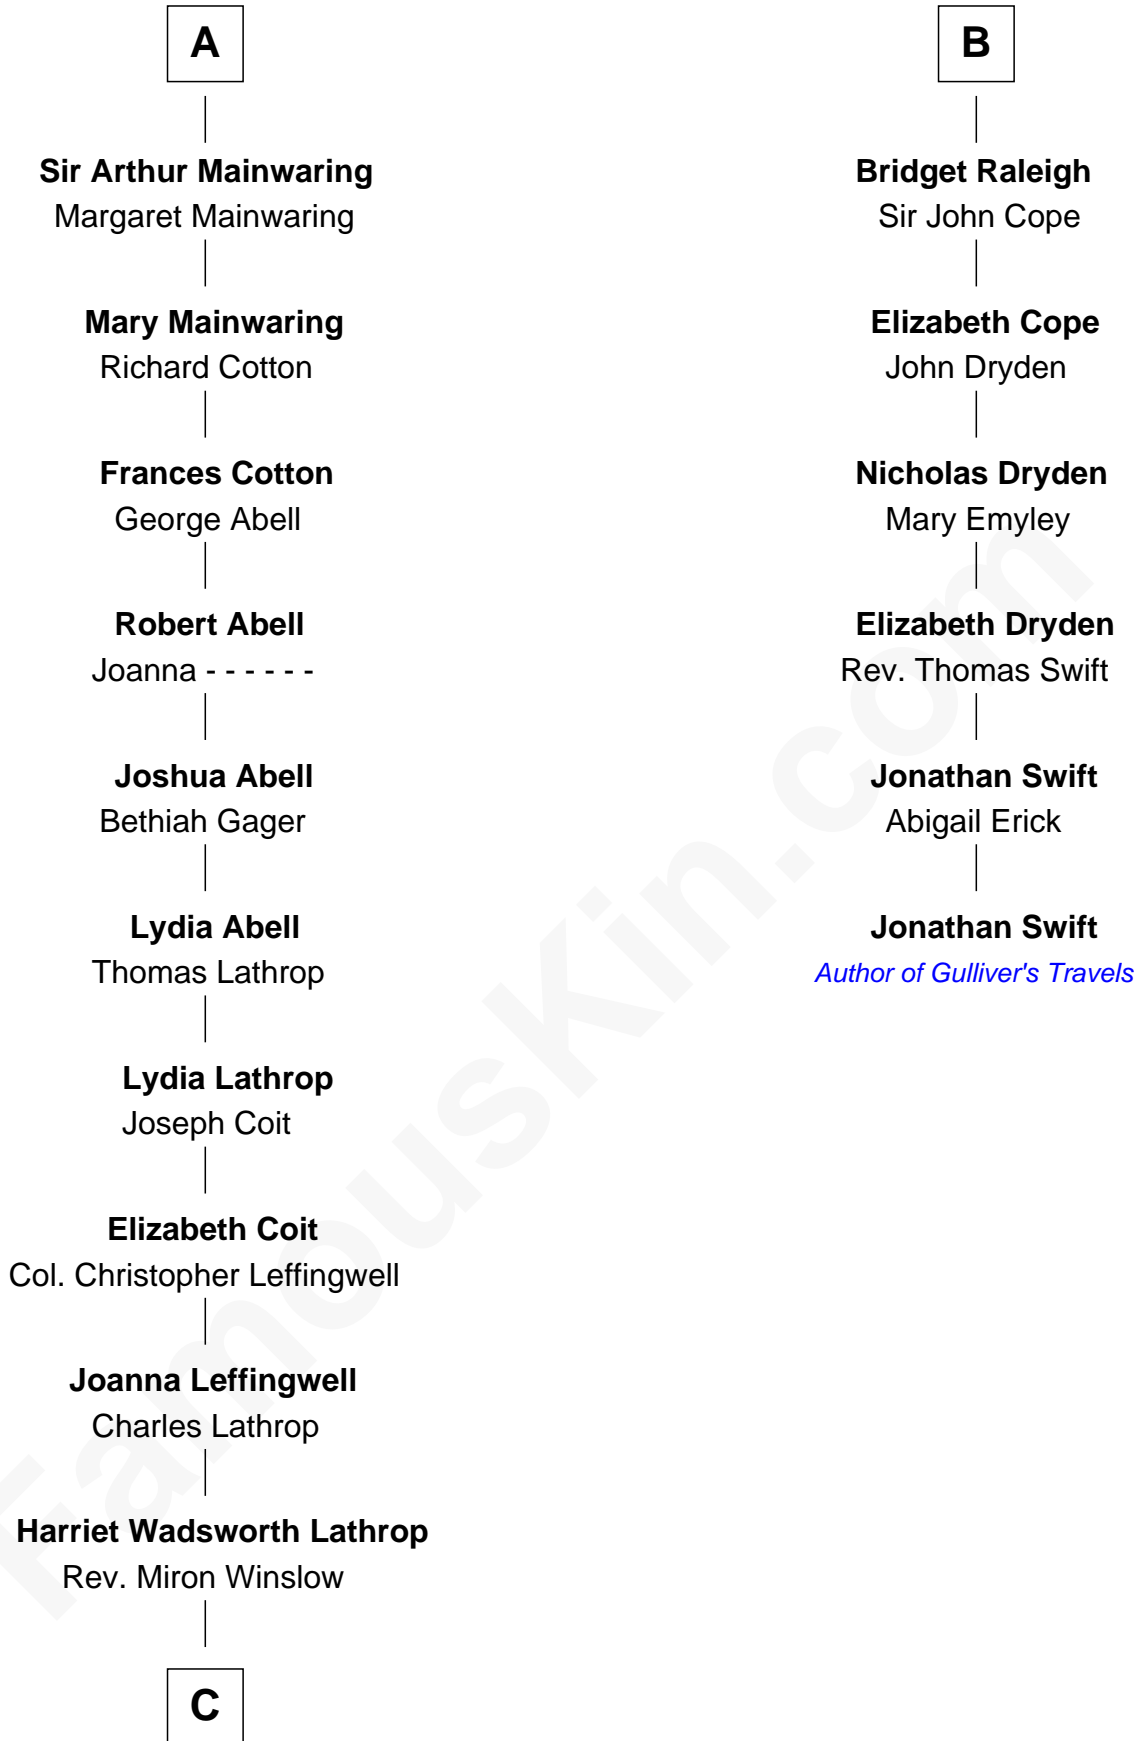 A
Sir Arthur Mainwaring
Margaret Mainwaring
Mary Mainwaring
Richard Cotton
Frances Cotton
George Abell
Robert Abell
Joanna - - - - - -
Joshua Abell
Bethiah Gager
Lydia Abell
Thomas Lathrop
Lydia Lathrop
Joseph Coit
Elizabeth Coit
Col. Christopher Leffingwell
Joanna Leffingwell
Charles Lathrop
Harriet Wadsworth Lathrop
Rev. Miron Winslow
C
B
Bridget Raleigh
Sir John Cope
Elizabeth Cope
John Dryden
Nicholas Dryden
Mary Emyley
Elizabeth Dryden
Rev. Thomas Swift
Jonathan Swift
Abigail Erick
Jonathan Swift
Author of Gulliver's Travels
FamousKin.com